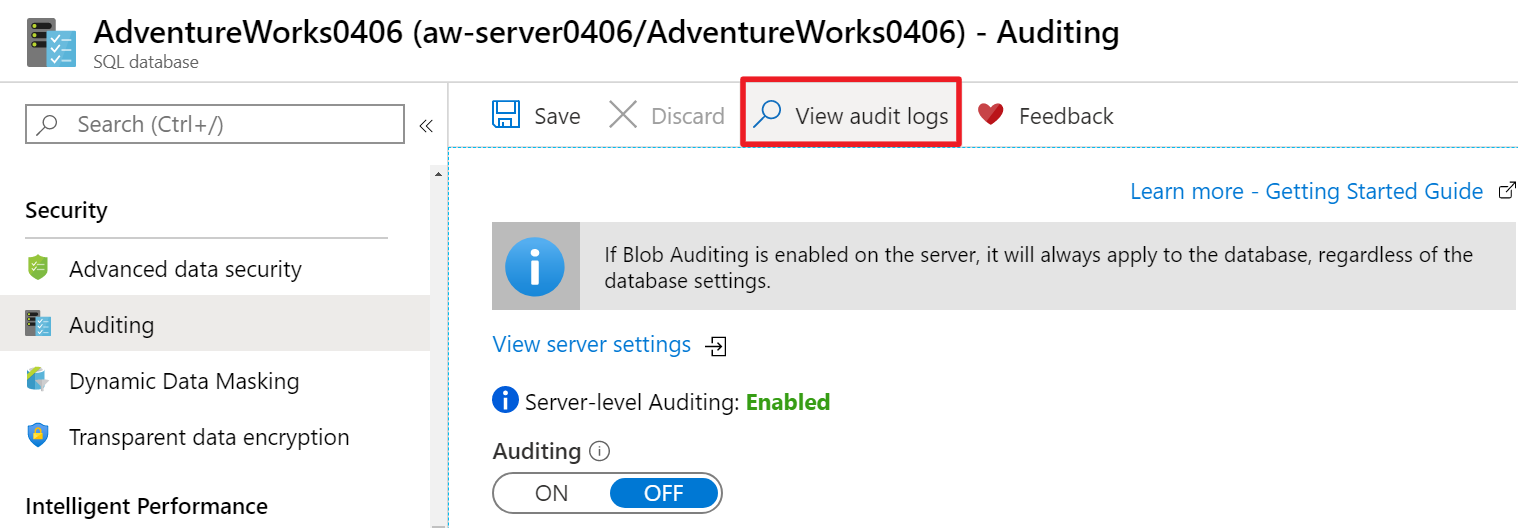 AdventureWorks0406 (aw-server0406/AdventureWorks0406) - Auditing
SQL database
Search (Ctrl+/)
«
Save
Discard
View audit logs
Feedback
Security
Advanced data security
Auditing
Dynamic Data Masking
Transparent data encryption
Intelligent Performance
Learn more - Getting Started Guide
If Blob Auditing is enabled on the server, it will always apply to the database, regardless of the
database settings.
View server settings
Server-level Auditing: Enabled
Auditing
ON
OFF